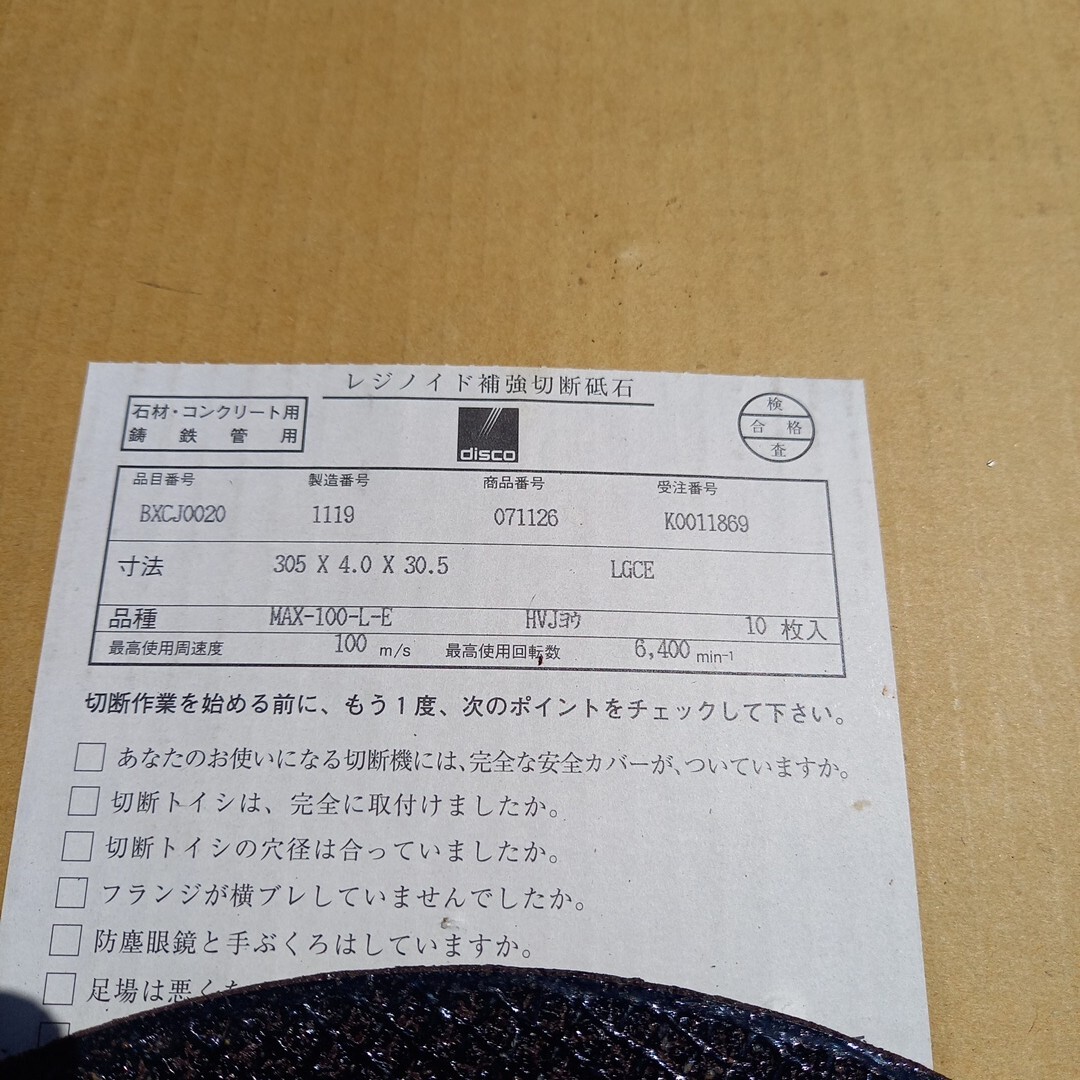 レジノイド補強切断砥石
石材・コンクリート用
鋳鉄管用
disco
検
合格
査
品目番号 製造番号 商品番号 受注番号
BXCJ0020 1119 071126 K0011869
寸法 305 X 4.0 X 30.5 LGCE
品種 MAX-100-L-E HVJヨウ 10 枚入
最高使用周速度 100 m/s 最高使用回転数 6,400 min-1
切断作業を始める前に、もう1度、次のポイントをチェックして下さい。
□ あなたのお使いになる切断機には、完全な安全カバーが、ついていますか。
□ 切断トイシは、完全に取付けましたか。
□ 切断トイシの穴径は合っていましたか。
□ フランジが横ブレしていませんでしたか。
□ 防塵眼鏡と手ぶくろはしていますか。
□ 足場は悪く